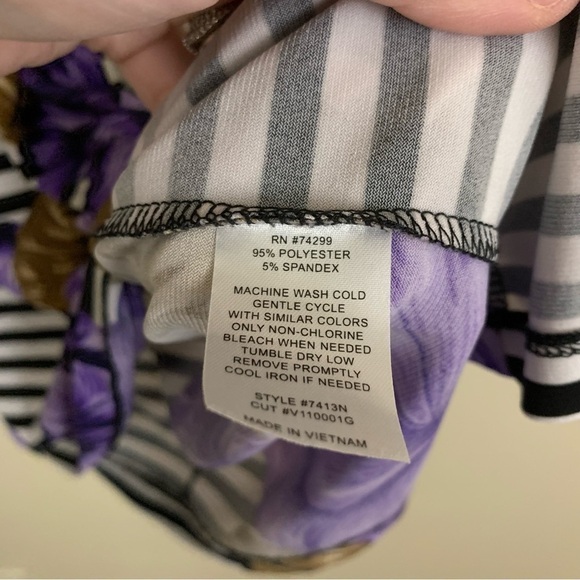 RN #74299
95% POLYESTER
5% SPANDEX
MACHINE WASH COLD
GENTLE CYCLE
WITH SIMILAR COLORS
ONLY NON-CHLORINE
BLEACH WHEN NEEDED
TUMBLE DRY LOW
REMOVE PROMPTLY
COOL IRON IF NEEDED
STYLE #7413N
CUT #V110001G
MADE IN VIETNAM